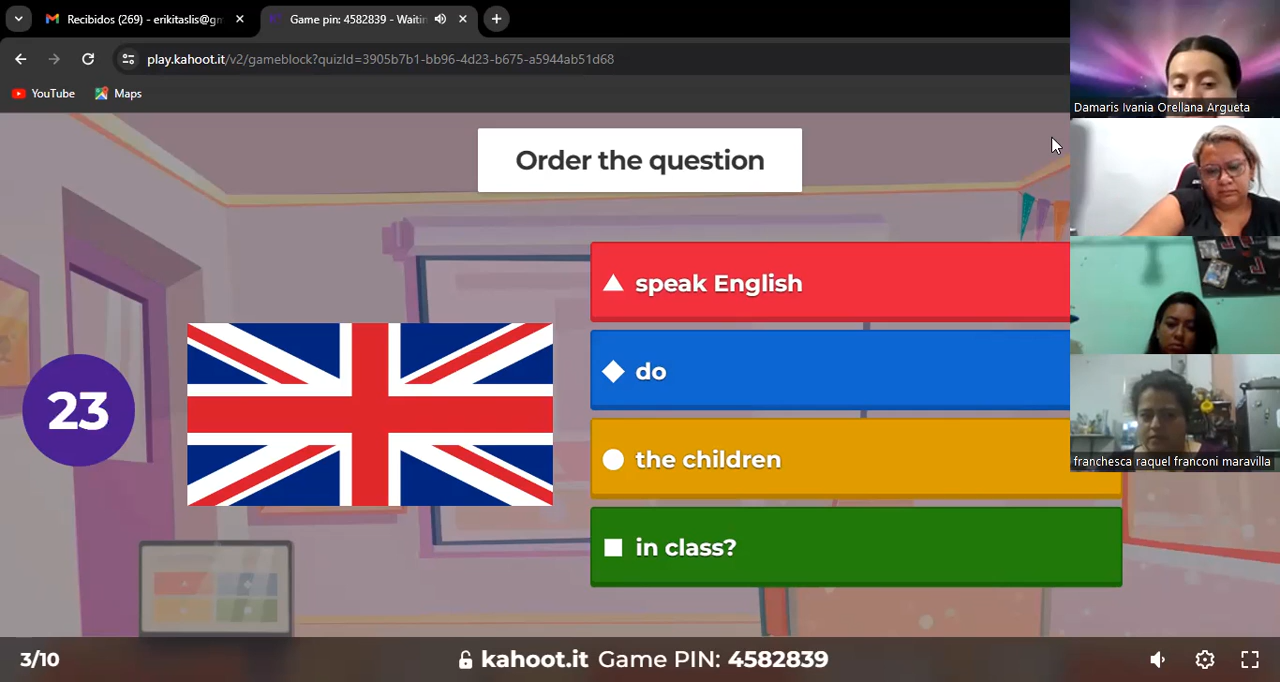 Recibidos (269) - erikitaslis@gm
Game pin: 4582839 - Waitin
play.kahoot.it/v2/gameblock?quizId=3905b7b1-bb96-4d23-b675-a5944ab51d68
YouTube
Maps
Damaris Ivania Orellana Argueta
Order the question
speak English
do
the children
franchesca raquel franconi maravilla
in class?
23
3/10
kahoot.it Game PIN: 4582839